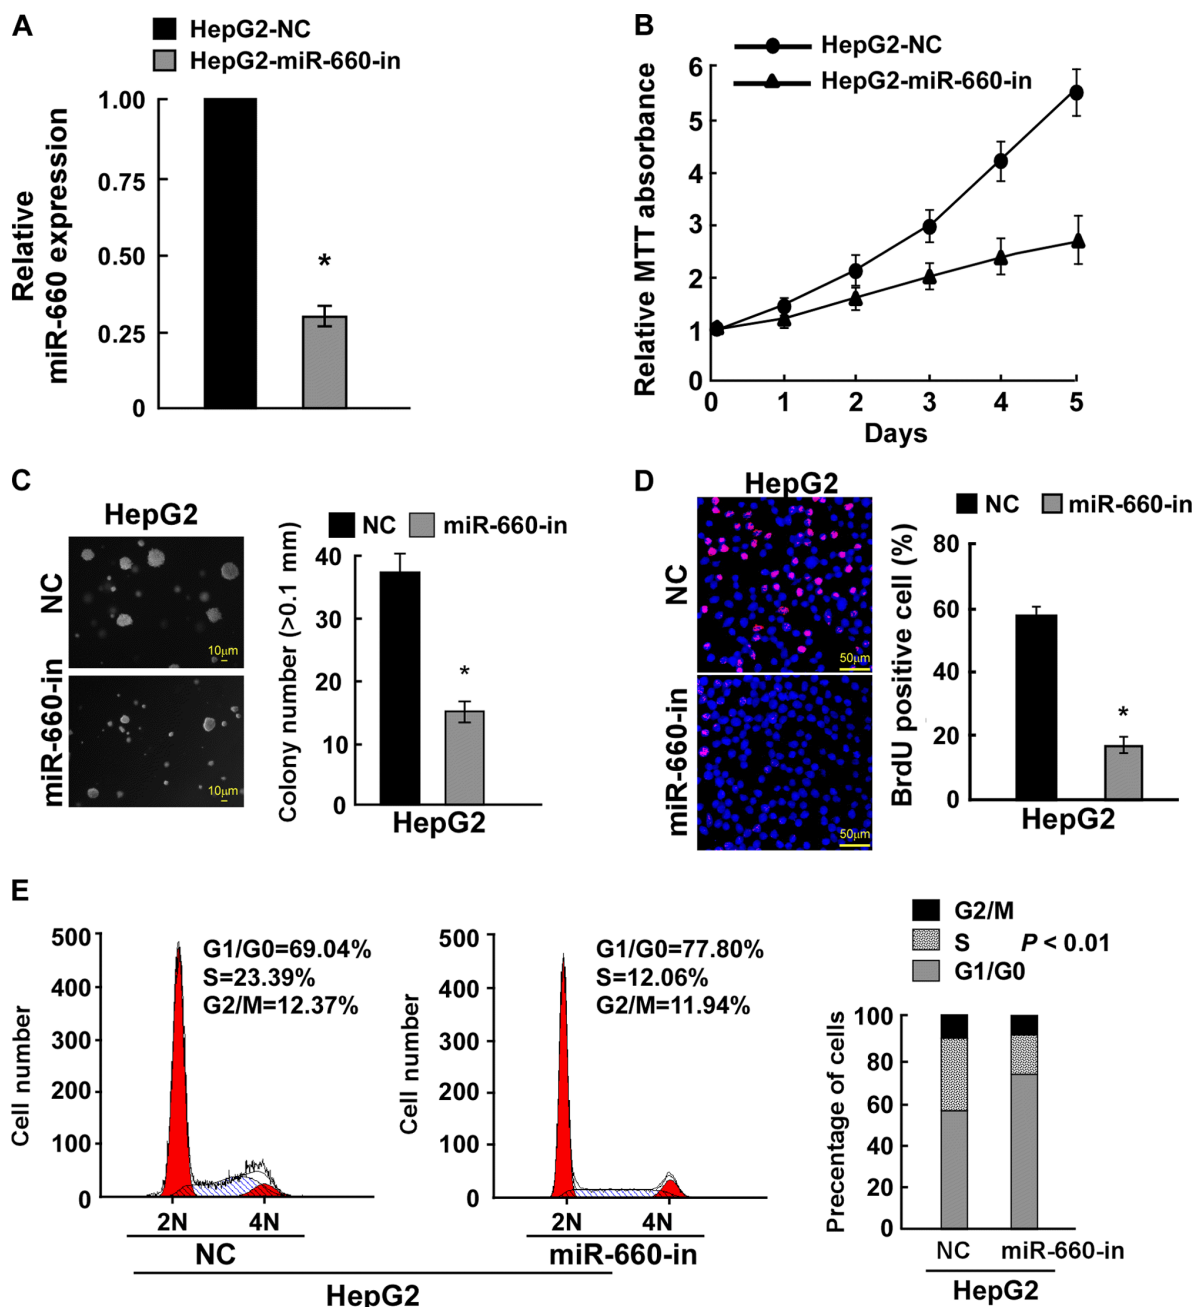 A
HepG2-NC
HepG2-miR-660-in
Relative
miR-660 expression
1.00
0.75
0.50
0.25
0
*
B
HepG2-NC
HepG2-miR-660-in
Relative MTT absorbance
6
5
4
3
2
1
0
0 1 2 3 4 5
Days
C
HepG2
NC
10μm
miR-660-in
10μm
NC miR-660-in
Colony number (>0.1 mm)
40
30
20
10
0
*
HepG2
D
HepG2
NC
50μm
miR-660-in
50μm
NC miR-660-in
BrdU positive cell (%)
80
60
40
20
0
*
HepG2
E
Cell number
500
400
300
200
100
0
G1/G0=69.04%
S=23.39%
G2/M=12.37%
2N 4N
NC
Cell number
500
400
300
200
100
0
G1/G0=77.80%
S=12.06%
G2/M=11.94%
2N 4N
miR-660-in
HepG2
G2/M
S P < 0.01
G1/G0
Precentage of cells
100
80
60
40
20
0
NC miR-660-in
HepG2